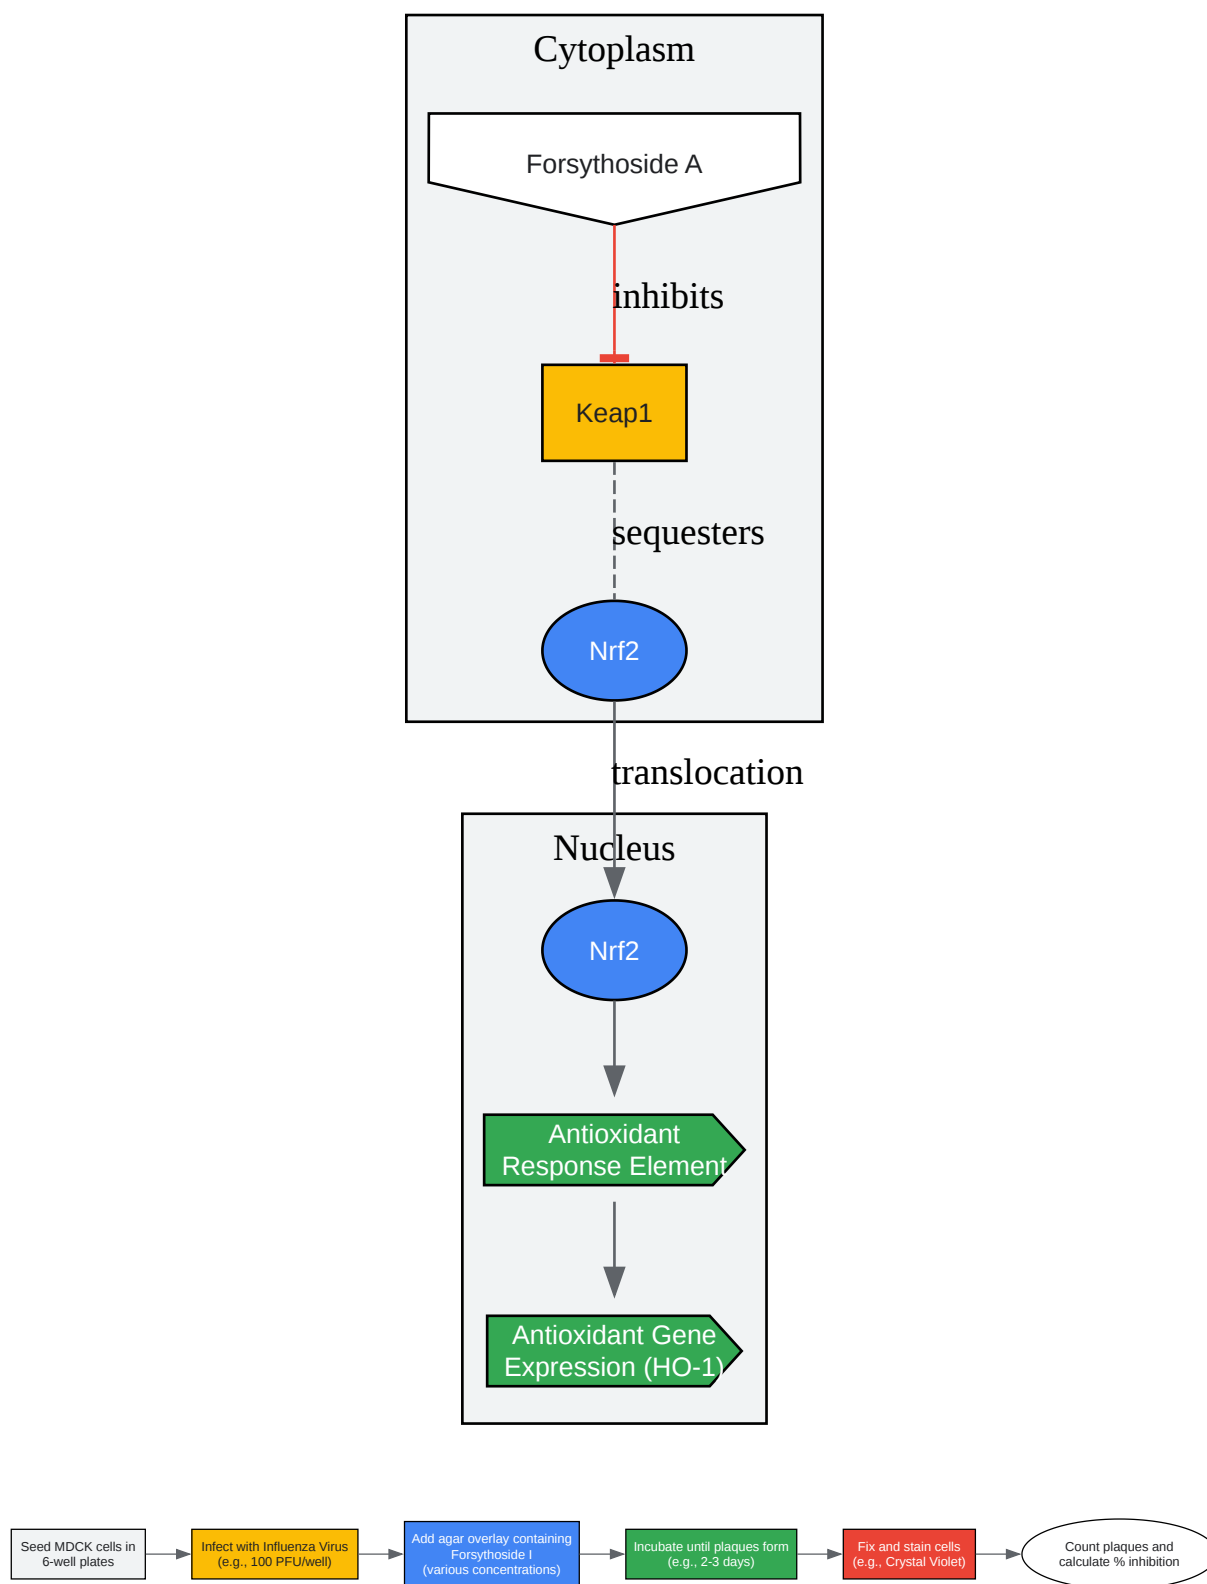 Cytoplasm
Forsythoside A
inhibits
Keap1
sequesters
Nrf2
translocation
Nucleus
Nrf2
Antioxidant
Response Element
Antioxidant Gene
Expression (HO-1)
Seed MDCK cells in
6-well plates
Infect with Influenza Virus
(e.g., 100 PFU/well)
Add agar overlay containing
Forsythoside I
(various concentrations)
Incubate until plaques form
(e.g., 2-3 days)
Fix and stain cells
(e.g., Crystal Violet)
Count plaques and
calculate % inhibition